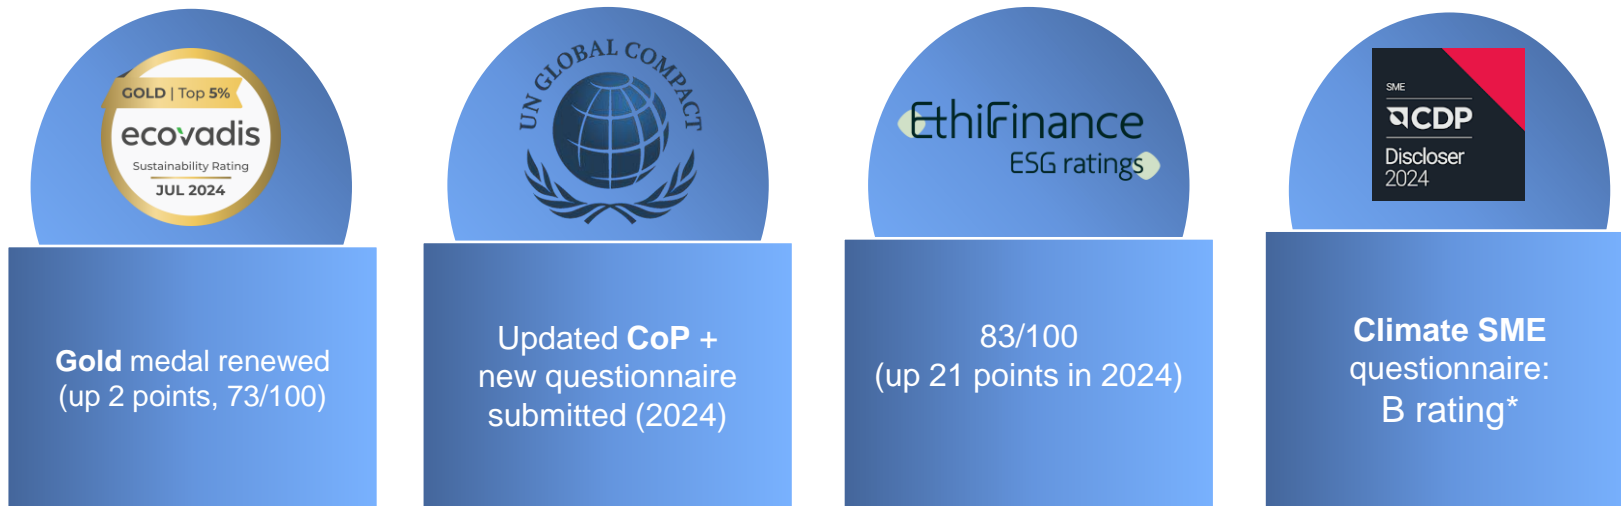 GOLD | Top 5%
ecovadis
Sustainability Rating
JUL 2024
Gold medal renewed
(up 2 points, 73/100)
UN GLOBAL COMPACT
Updated CoP +
new questionnaire
submitted (2024)
EthiFinance
ESG ratings
83/100
(up 21 points in 2024)
SME
CDP
Discloser
2024
Climate SME
questionnaire:
B rating*